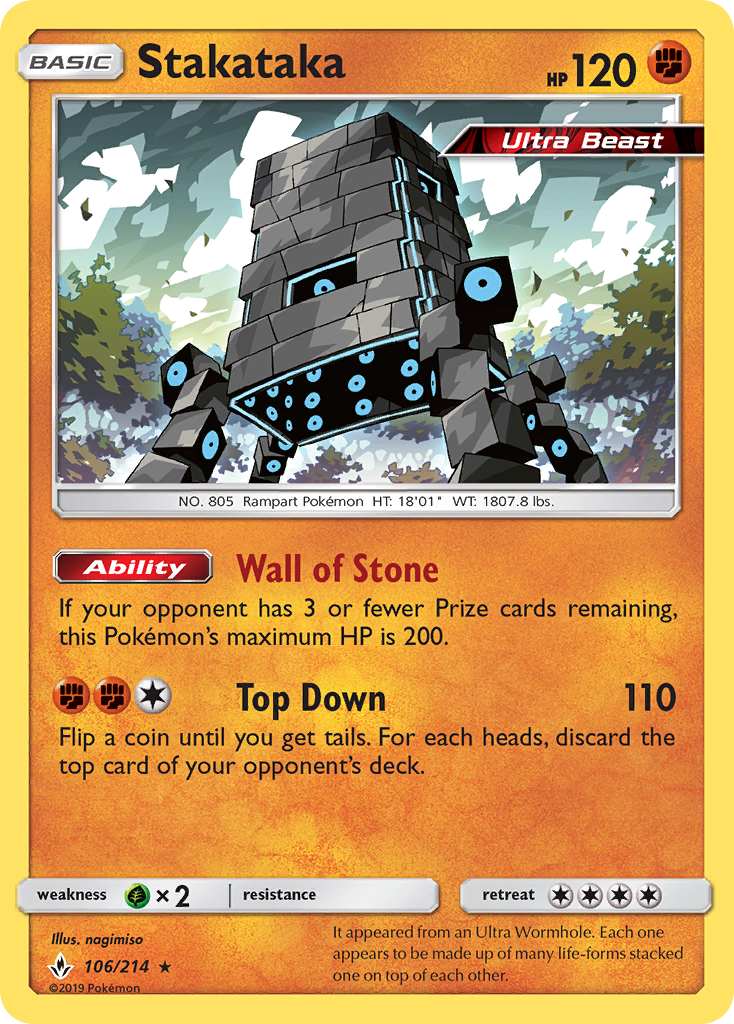 BASIC Stakataka HP 120
Ultra Beast
NO. 805 Rampart Pokémon HT: 18'01" WT: 1807.8 lbs.
Ability Wall of Stone
If your opponent has 3 or fewer Prize cards remaining,
this Pokémon's maximum HP is 200.
Top Down 110
Flip a coin until you get tails. For each heads, discard the
top card of your opponent's deck.
weakness ×2 resistance retreat
Illus. nagimiso
106/214 ★
©2019 Pokémon
It appeared from an Ultra Wormhole. Each one
appears to be made up of many life-forms stacked
one on top of each other.